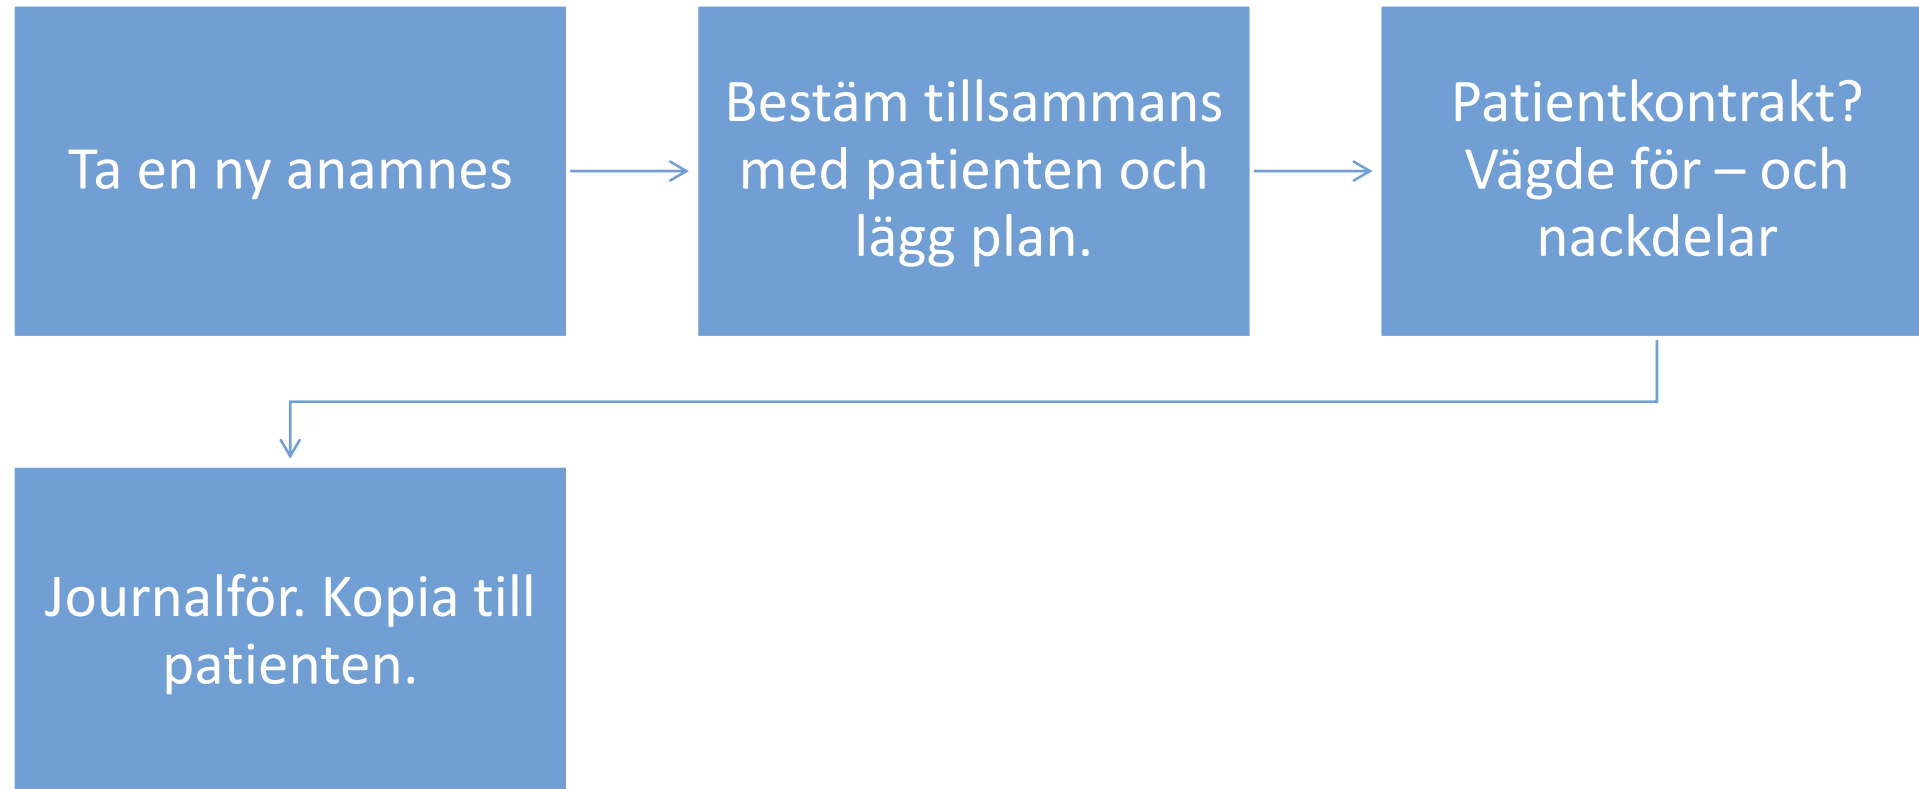 Ta en ny anamnes
Bestäm tillsammans
med patienten och
lägg plan.
Patientkontrakt?
Vägde för – och
nackdelar
Journalför. Kopia till
patienten.